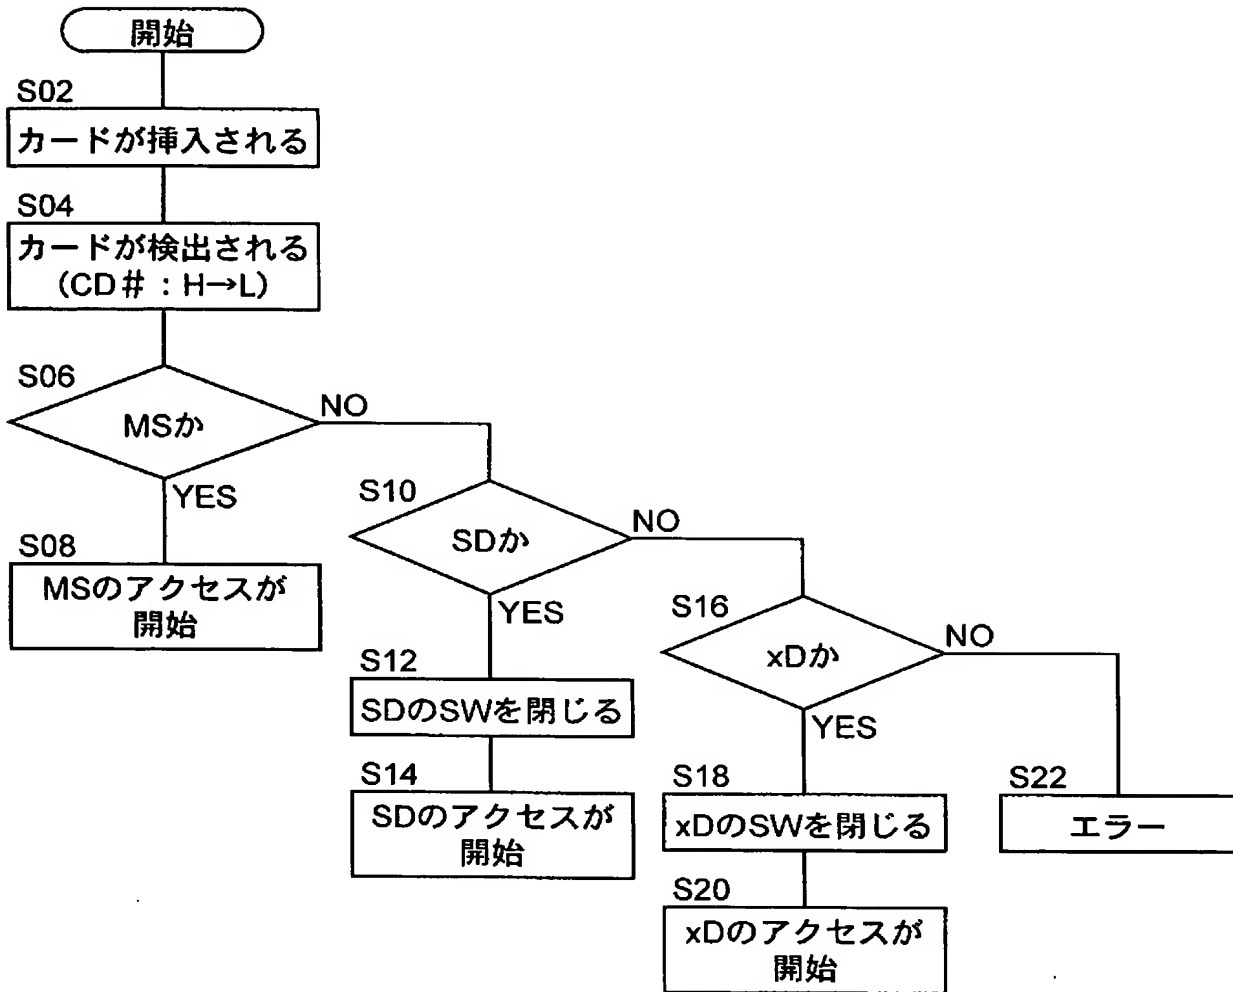 開始
S02
カードが挿入される
S04
カードが検出される
(CD#:H→L)
S06
MSか
NO
YES
S08
MSのアクセスが
開始
S10
SDか
NO
YES
S12
SDのSWを閉じる
S14
SDのアクセスが
開始
S16
xDか
NO
YES
S18
xDのSWを閉じる
S20
xDのアクセスが
開始
S22
エラー